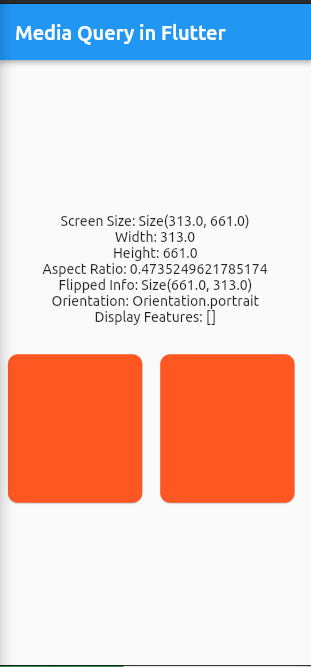 Media Query in Flutter
Screen Size: Size(313.0, 661.0)
Width: 313.0
Height: 661.0
Aspect Ratio: 0.4735249621785174
Flipped Info: Size(661.0, 313.0)
Orientation: Orientation.portrait
Display Features: []